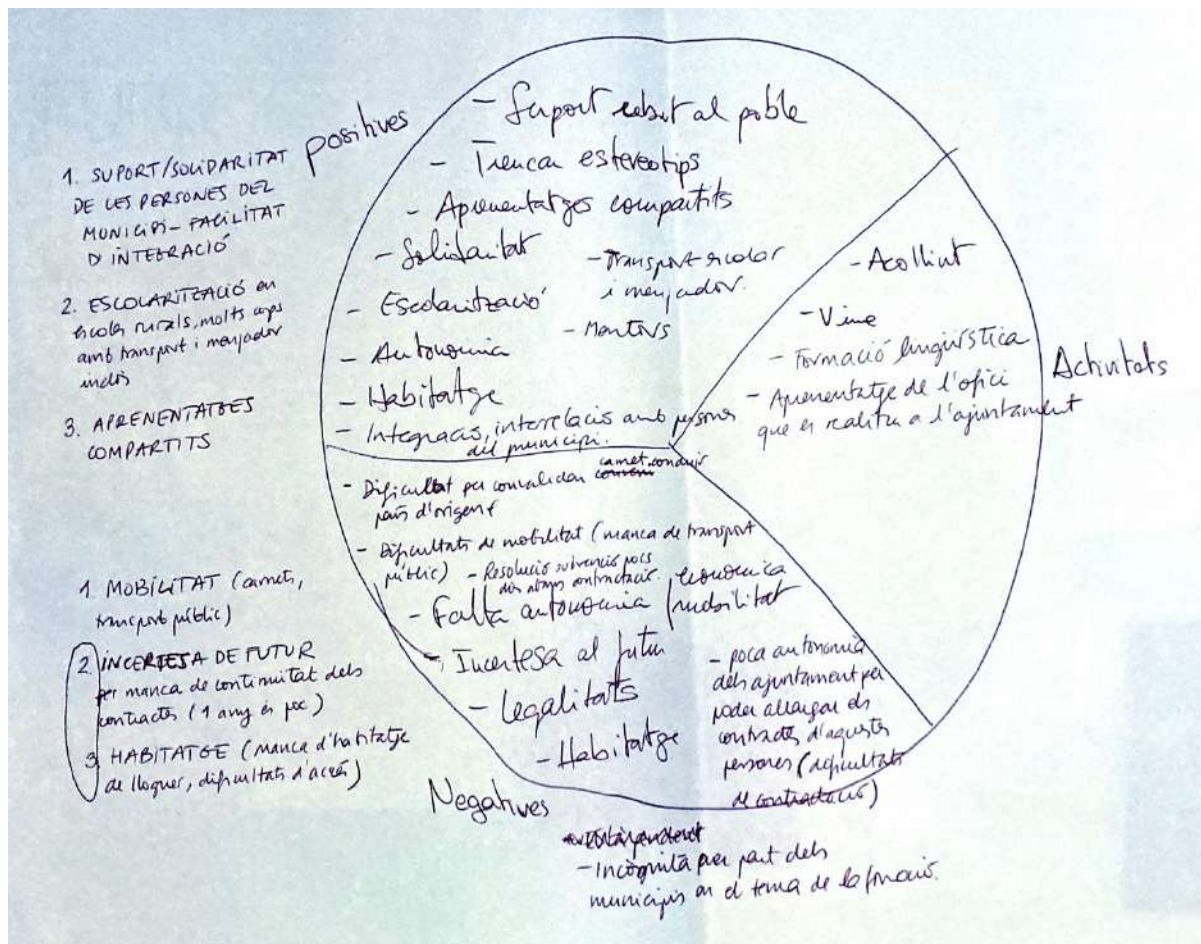 positives
1. SUPORT/SOLIDARITAT
DE LES PERSONES DEL
MUNICIPI - FACILITAT
D'INTEGRACIÓ
2. ESCOLARITZACIÓ en
escoles rurals, molts cops
amb transport i menjador
inclòs
3. APRENENTATGES
COMPARTITS
- Suport rebut al poble
- Trencar estereotips
- Aprenentatges compartits
- Solidaritat
- Transport escolar
i menjador.
- Escolarització
- Mentors
- Autonomia
- Habitatge
- Integració, interrelació amb persones
del municipi.
Activitats
- Acollint
- Viure
- Formació lingüística
- Aprenentatge de l'ofici
que es realitza a l'ajuntament
Negatives
1. MOBILITAT (carnets,
transport públic)
2. INCERTESA DE FUTUR
per manca de continuitat dels
contractes (1 any és poc)
3. HABITATGE (manca d'habitatge
de lloguer, dificultats d'accés)
- Dificultat per convalidar carnet conduir
país d'origen
- Dificultats de mobilitat (manca de transport
públic) - Resolució subvenció pocs
dies abans contractació.
- Falta autonomia econòmica
/mobilitat
- Incertesa al futur
- Legalitats
- Habitatge
- poca autonomia
dels ajuntament per
poder allargar els
contractes d'aquestes
persones (dificultats
de contractació)
- Incògnita per part dels
municipis en el tema de la